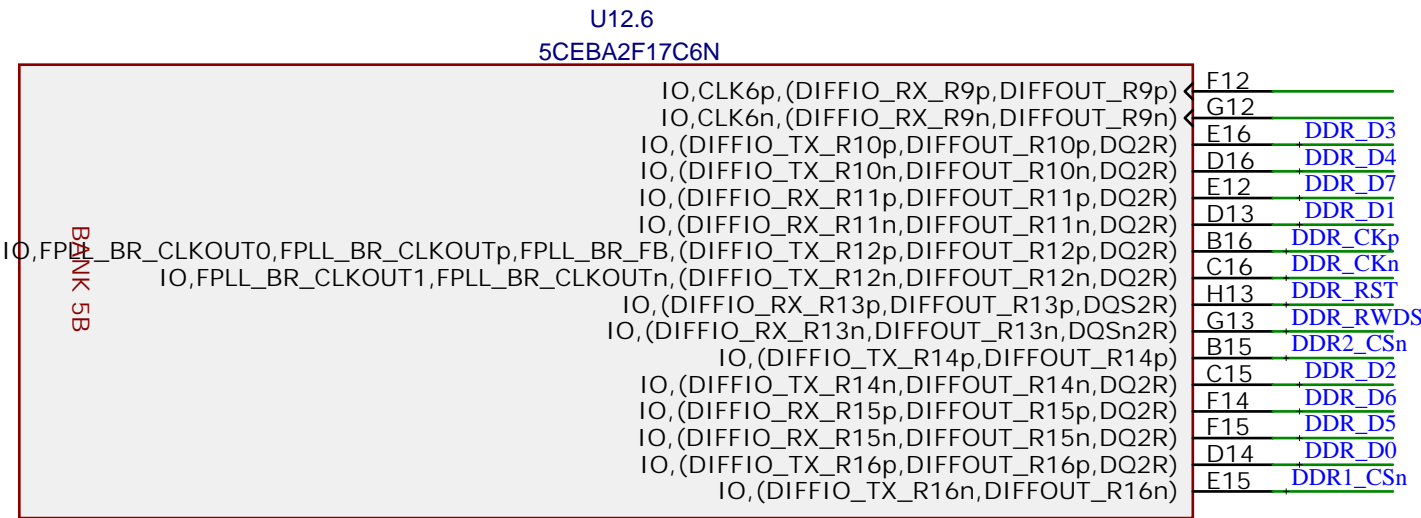 U12.6
5CEBA2F17C6N
IO,CLK6p,(DIFFIO_RX_R9p,DIFFOUT_R9p) F12
IO,CLK6n,(DIFFIO_RX_R9n,DIFFOUT_R9n) G12
IO,(DIFFIO_TX_R10p,DIFFOUT_R10p,DQ2R) E16 DDR_D3
IO,(DIFFIO_TX_R10n,DIFFOUT_R10n,DQ2R) D16 DDR_D4
IO,(DIFFIO_RX_R11p,DIFFOUT_R11p,DQ2R) E12 DDR_D7
IO,(DIFFIO_RX_R11n,DIFFOUT_R11n,DQ2R) D13 DDR_D1
IO,FPLL_BR_CLKOUT0,FPLL_BR_CLKOUTp,FPLL_BR_FB,(DIFFIO_TX_R12p,DIFFOUT_R12p,DQ2R) B16 DDR_CKp
IO,FPLL_BR_CLKOUT1,FPLL_BR_CLKOUTn,(DIFFIO_TX_R12n,DIFFOUT_R12n,DQ2R) C16 DDR_CKn
IO,(DIFFIO_RX_R13p,DIFFOUT_R13p,DQS2R) H13 DDR_RST
IO,(DIFFIO_RX_R13n,DIFFOUT_R13n,DQSn2R) G13 DDR_RWDS
IO,(DIFFIO_TX_R14p,DIFFOUT_R14p) B15 DDR2_CSn
IO,(DIFFIO_TX_R14n,DIFFOUT_R14n,DQ2R) C15 DDR_D2
IO,(DIFFIO_RX_R15p,DIFFOUT_R15p,DQ2R) F14 DDR_D6
IO,(DIFFIO_RX_R15n,DIFFOUT_R15n,DQ2R) F15 DDR_D5
IO,(DIFFIO_TX_R16p,DIFFOUT_R16p,DQ2R) D14 DDR_D0
IO,(DIFFIO_TX_R16n,DIFFOUT_R16n) E15 DDR1_CSn
BANK 5B